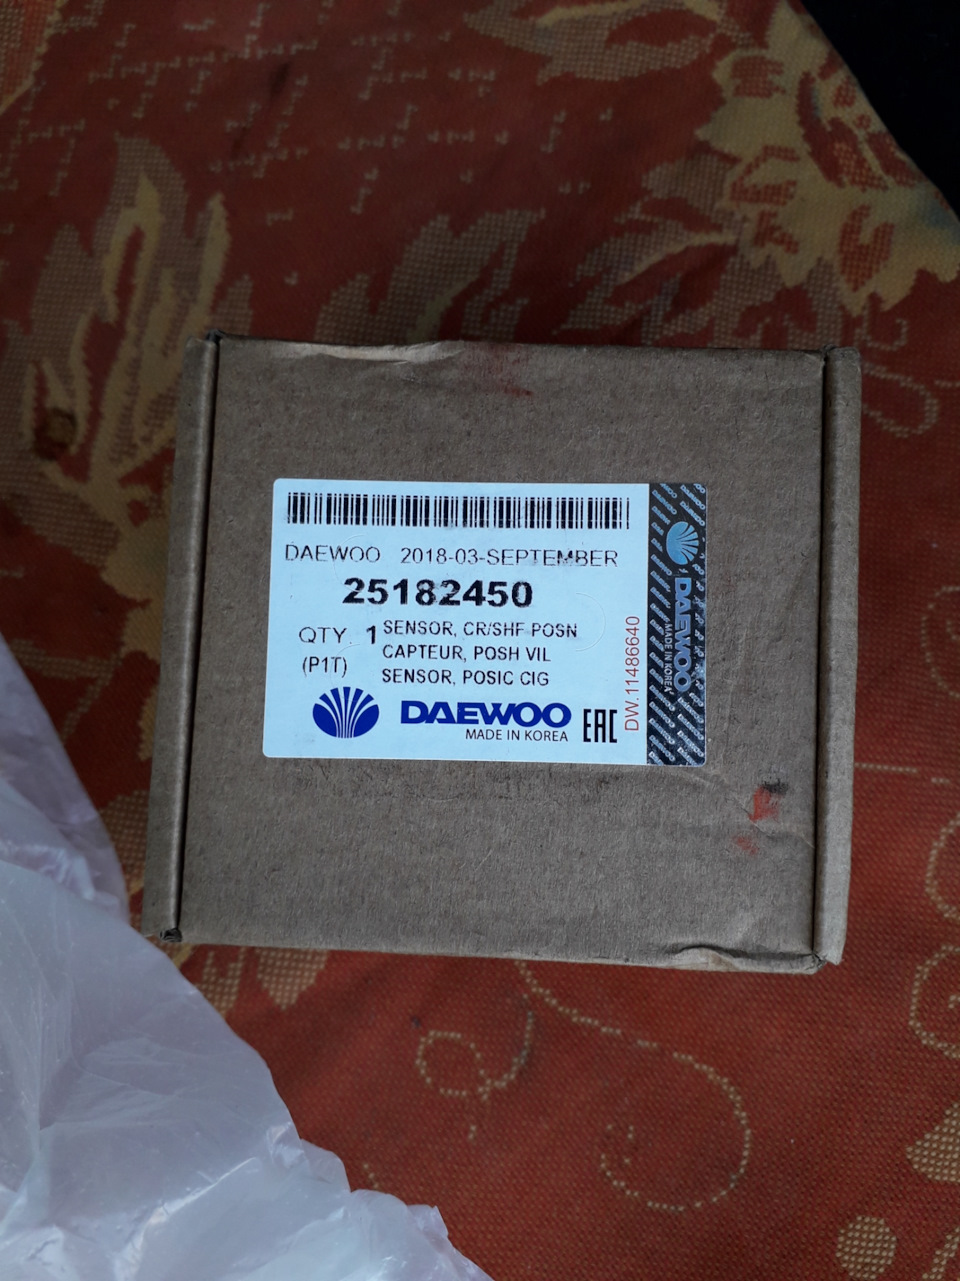 DAEWOO 2018-03-SEPTEMBER
25182450
QTY. 1 SENSOR, CR/SHF POSN
CAPTEUR, POSH VIL
(P1T) SENSOR, POSIC CIG
DAEWOO
MADE IN KOREA
EAC
DW.11486640
DAEWOO
MADE IN KOREA